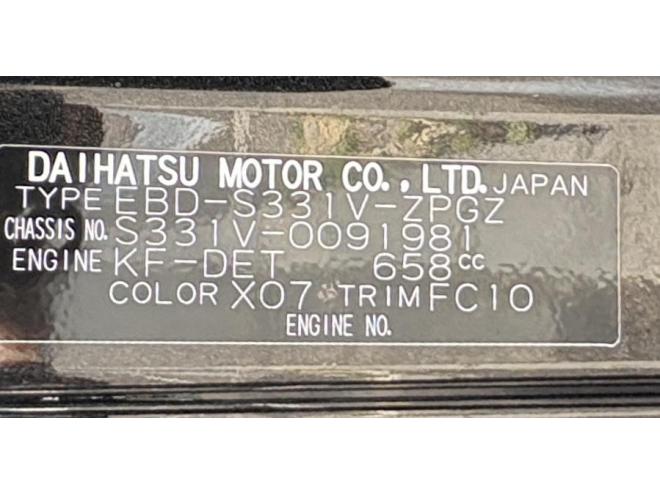 DAIHATSU MOTOR CO., LTD. JAPAN
TYPE EBD-S331V-ZPGZ
CHASSIS NO. S331V-0091981
ENGINE KF-DET 658cc
COLOR X07 TRIM FC10
ENGINE NO.